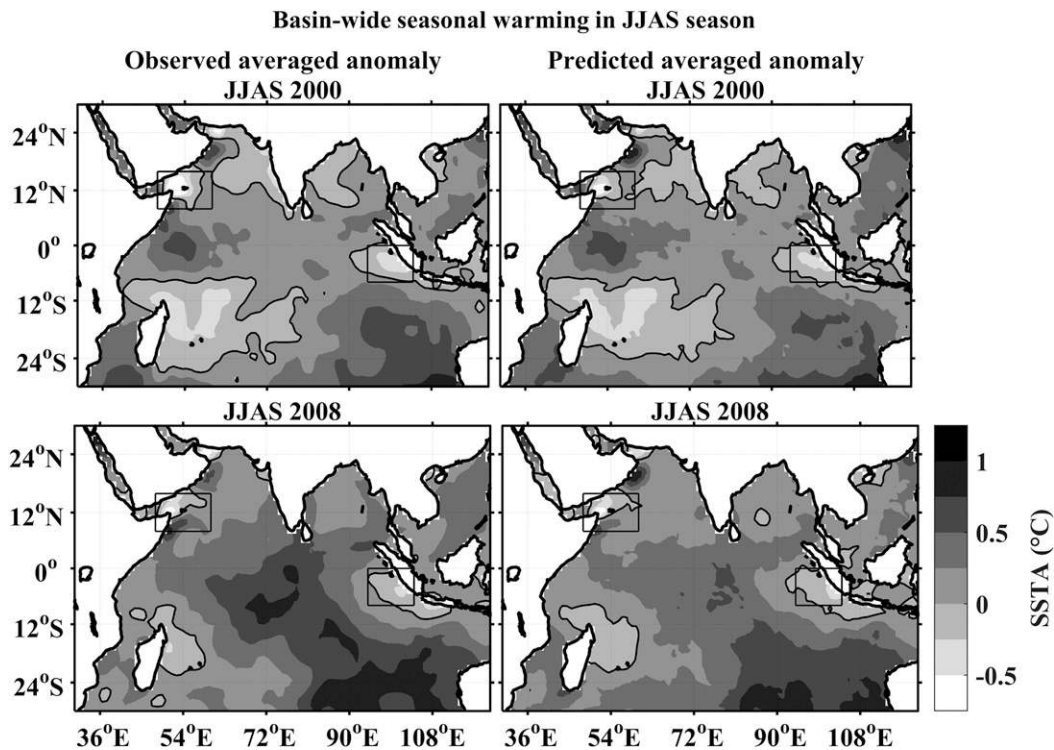 Basin-wide seasonal warming in JJAS season
Observed averaged anomaly
Predicted averaged anomaly
JJAS 2000
JJAS 2000
24°N
12°N
0°
12°S
24°S
JJAS 2008
JJAS 2008
24°N
12°N
0°
12°S
24°S
36°E 54°E 72°E 90°E 108°E
36°E 54°E 72°E 90°E 108°E
1
0.5
0
-0.5
SSTA (°C)